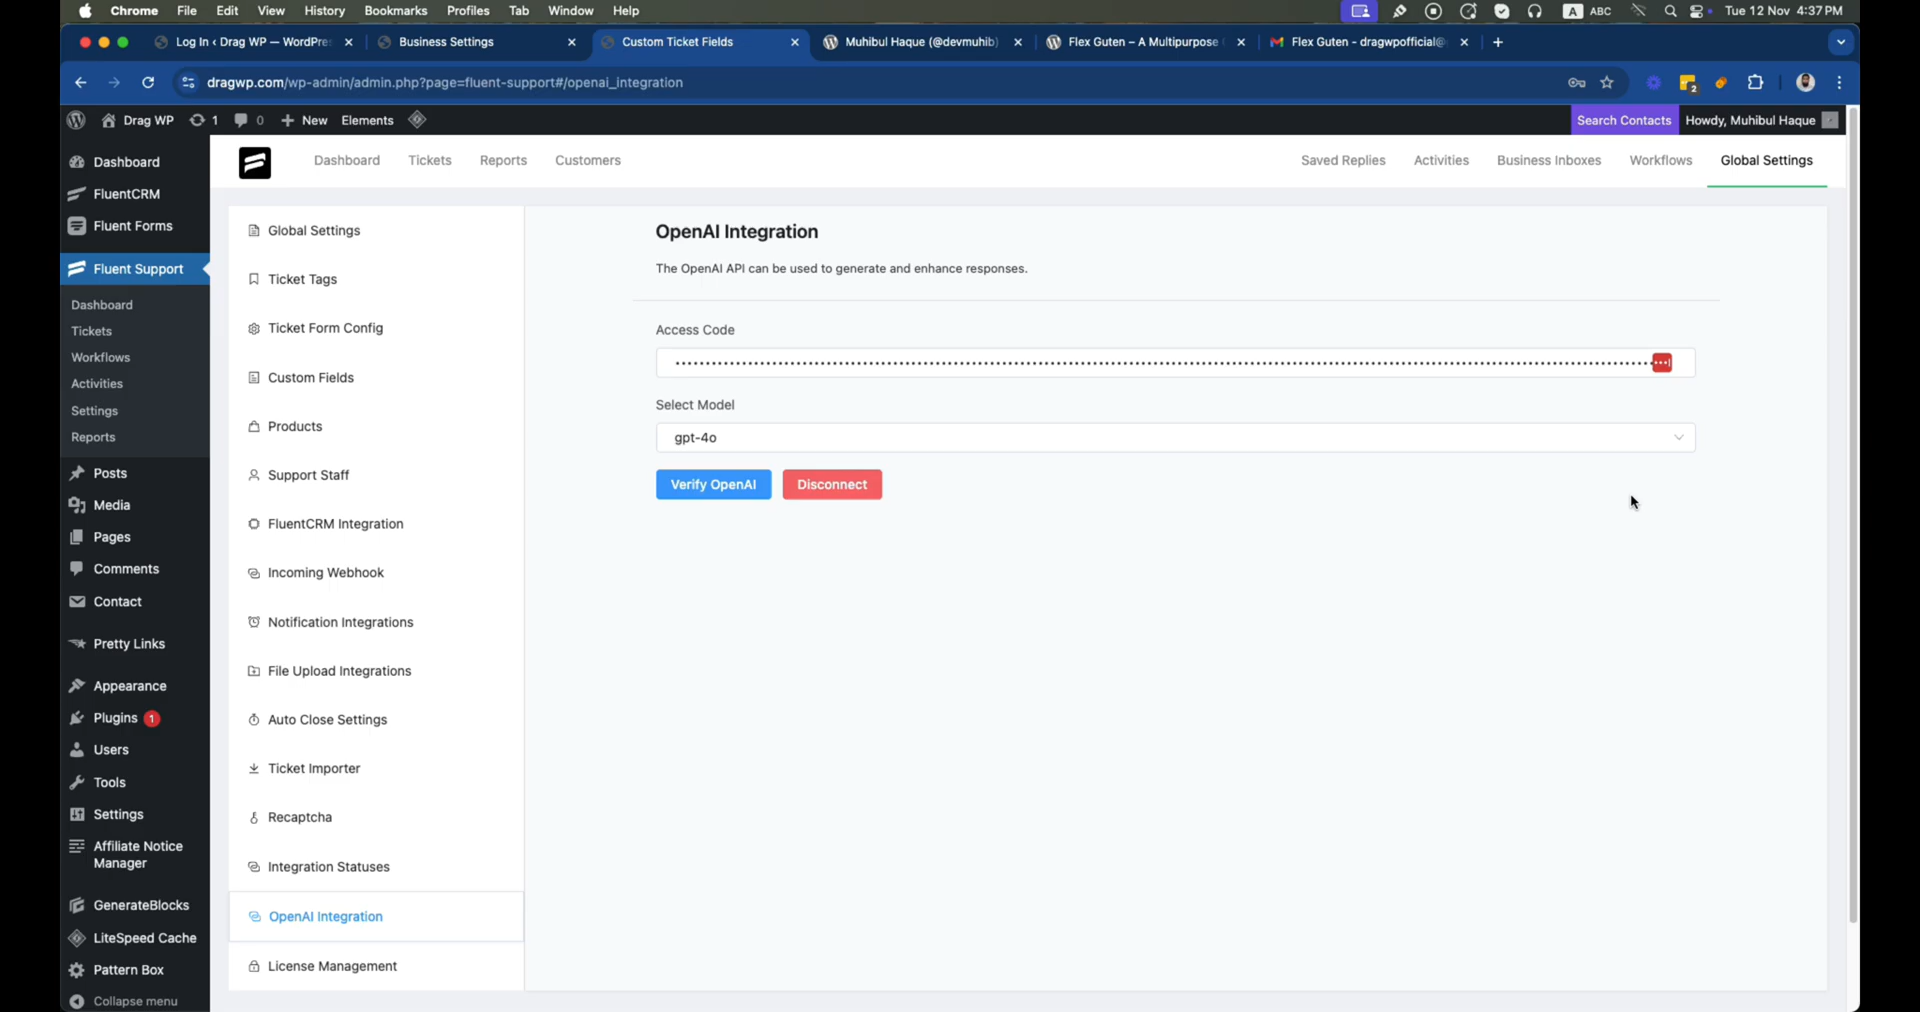 Chrome File Edit View History Bookmarks Profiles Tab Window Help A ABC Tue 12 Nov 4:37 PM
Log In ‹ Drag WP — WordPre Business Settings Custom Ticket Fields Muhibul Haque (@devmuhib) Flex Guten – A Multipurpose Flex Guten - dragwpofficial@
dragwp.com/wp-admin/admin.php?page=fluent-support#/openai_integration 2
Drag WP 1 0 New Elements Search Contacts Howdy, Muhibul Haque
Dashboard
FluentCRM
Fluent Forms
Fluent Support
Dashboard
Tickets
Workflows
Activities
Settings
Reports
Posts
Media
Pages
Comments
Contact
Pretty Links
Appearance
Plugins 1
Users
Tools
Settings
Affiliate Notice
Manager
GenerateBlocks
LiteSpeed Cache
Pattern Box
Collapse menu
Dashboard Tickets Reports Customers Saved Replies Activities Business Inboxes Workflows Global Settings
Global Settings
Ticket Tags
Ticket Form Config
Custom Fields
Products
Support Staff
FluentCRM Integration
Incoming Webhook
Notification Integrations
File Upload Integrations
Auto Close Settings
Ticket Importer
Recaptcha
Integration Statuses
OpenAI Integration
License Management
OpenAI Integration
The OpenAI API can be used to generate and enhance responses.
Access Code
Select Model
gpt-4o
Verify OpenAI Disconnect